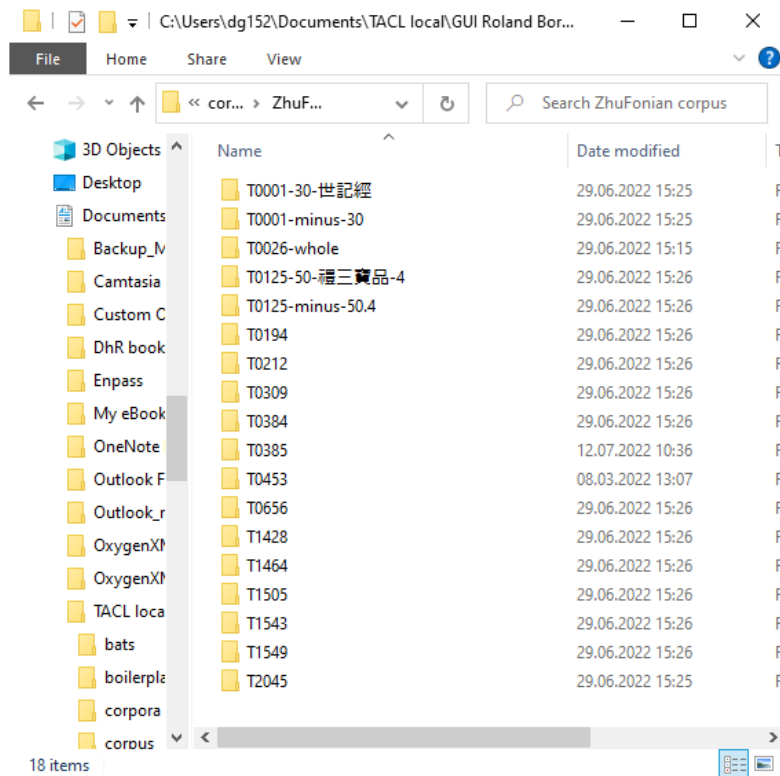 C:\Users\dg152\Documents\TACL local\GUI Roland Bor...
File Home Share View
« cor... › ZhuF... Search ZhuFonian corpus
Name Date modified
3D Objects
Desktop
Documents
Backup_M
Camtasia
Custom O
DhR book
Enpass
My eBook
OneNote
Outlook F
Outlook_r
OxygenXM
OxygenXM
TACL loca
bats
boilerpla
corpora
corpus
T0001-30-世記經 29.06.2022 15:25
T0001-minus-30 29.06.2022 15:25
T0026-whole 29.06.2022 15:15
T0125-50-禮三寶品-4 29.06.2022 15:26
T0125-minus-50.4 29.06.2022 15:26
T0194 29.06.2022 15:26
T0212 29.06.2022 15:26
T0309 29.06.2022 15:26
T0384 29.06.2022 15:26
T0385 12.07.2022 10:36
T0453 08.03.2022 13:07
T0656 29.06.2022 15:26
T1428 29.06.2022 15:26
T1464 29.06.2022 15:26
T1505 29.06.2022 15:26
T1543 29.06.2022 15:26
T1549 29.06.2022 15:26
T2045 29.06.2022 15:25
18 items